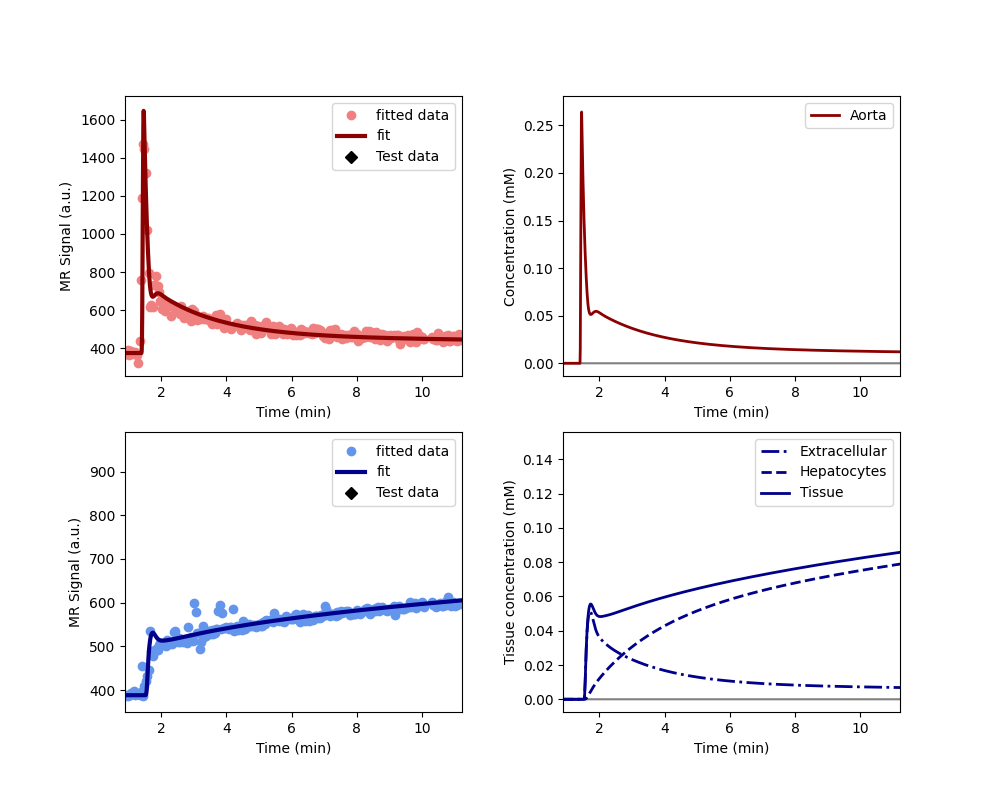 MR Signal (a.u.)
1600
1400
1200
1000
800
600
400
2 4 6 8 10
Time (min)
fitted data
fit
Test data
Concentration (mM)
0.25
0.20
0.15
0.10
0.05
0.00
2 4 6 8 10
Time (min)
Aorta
MR Signal (a.u.)
900
800
700
600
500
400
2 4 6 8 10
Time (min)
fitted data
fit
Test data
Tissue concentration (mM)
0.14
0.12
0.10
0.08
0.06
0.04
0.02
0.00
2 4 6 8 10
Time (min)
Extracellular
Hepatocytes
Tissue